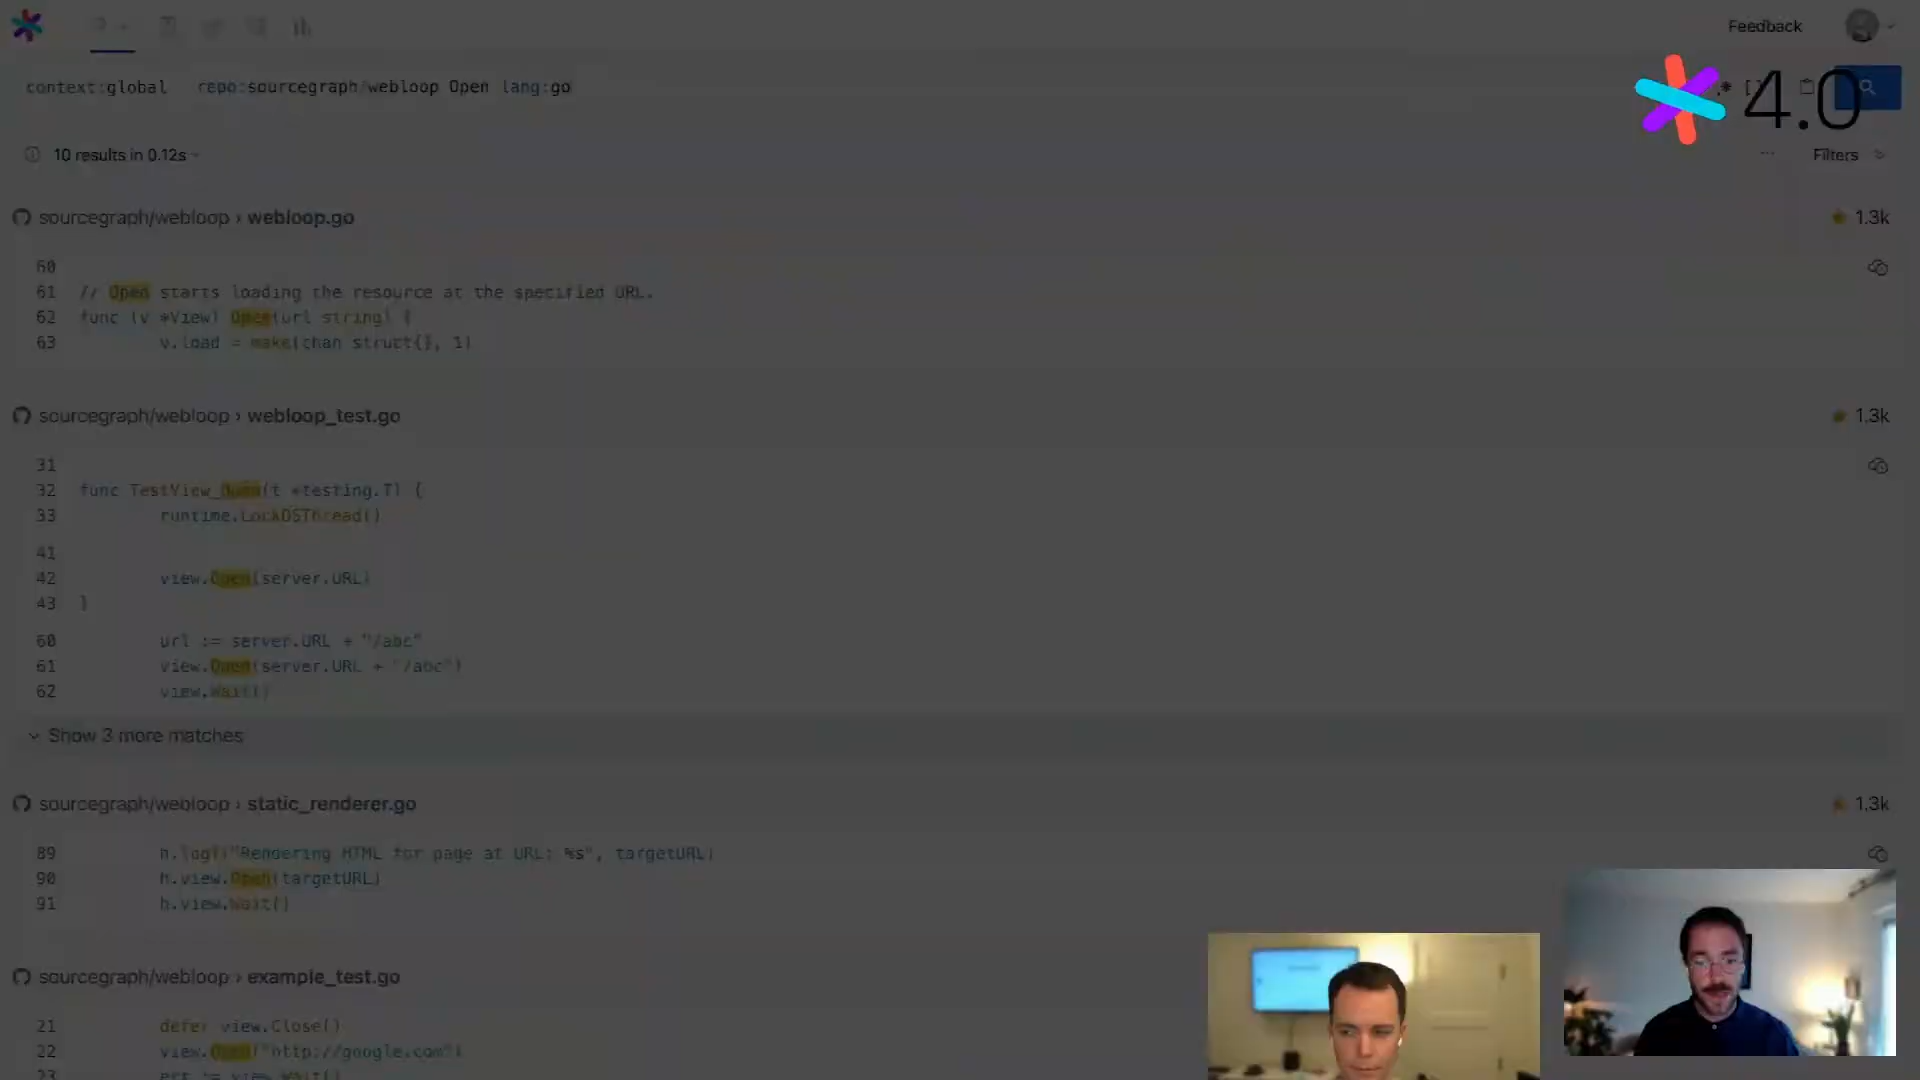 Feedback
context:global repo:sourcegraph/webloop Open lang:go
4.0
10 results in 0.12s
Filters
sourcegraph/webloop › webloop.go
1.3k
60
61 // Open starts loading the resource at the specified URL.
62 func (v *View) Open(url string) {
63 v.load = make(chan struct{}, 1)
sourcegraph/webloop › webloop_test.go
1.3k
31
32 func TestView_Open(t *testing.T) {
33 runtime.LockOSThread()
41
42 view.Open(server.URL)
43 }
60 url := server.URL + "/abc"
61 view.Open(server.URL + "/abc")
62 view.Wait()
Show 3 more matches
sourcegraph/webloop › static_renderer.go
1.3k
89 h.logf("Rendering HTML for page at URL: %s", targetURL)
90 h.view.Open(targetURL)
91 h.view.Wait()
sourcegraph/webloop › example_test.go
21 defer view.Close()
22 view.Open("http://google.com")
23 err := view.Wait()